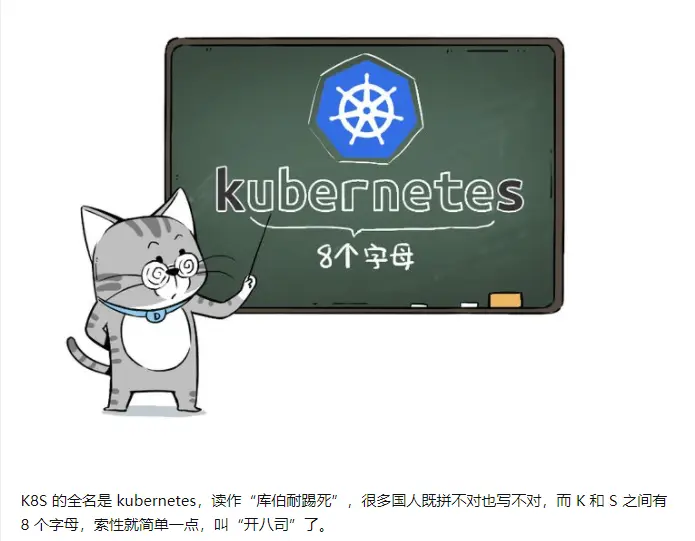 kubernetes
8个字母
D
K8S 的全名是 kubernetes，读作“库伯耐踢死”，很多国人既拼不对也写不对，而 K 和 S 之间有
8 个字母，索性就简单一点，叫“开八司”了。